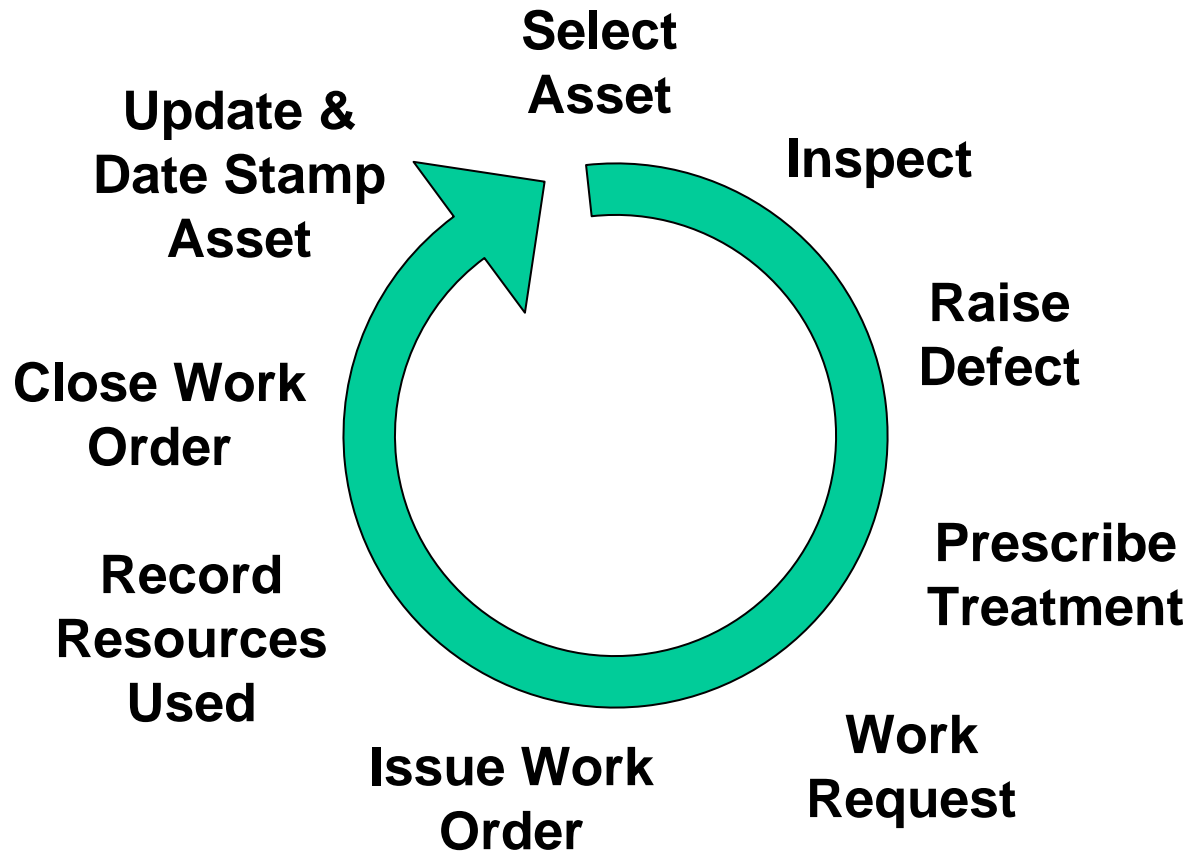 Select
Asset
Inspect
Raise
Defect
Prescribe
Treatment
Work
Request
Issue Work
Order
Record
Resources
Used
Close Work
Order
Update &
Date Stamp
Asset